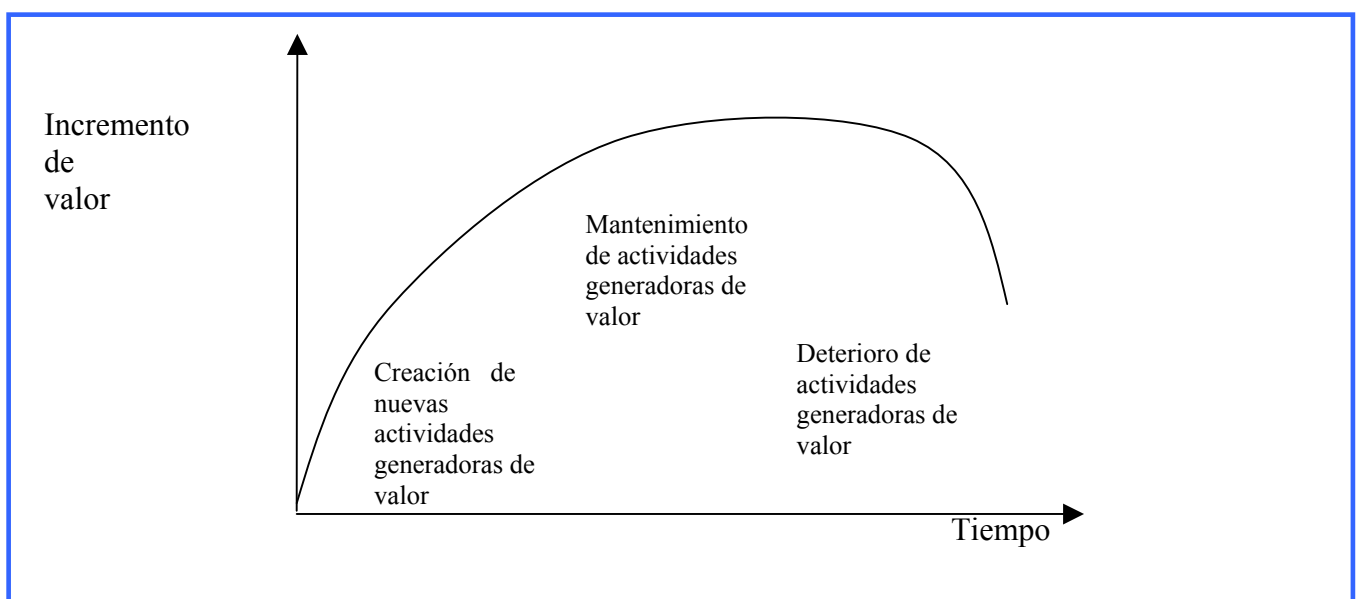 Incremento
de
valor
Mantenimiento
de actividades
generadoras de
valor
Creación de
nuevas
actividades
generadoras de
valor
Deterioro de
actividades
generadoras de
valor
Tiempo